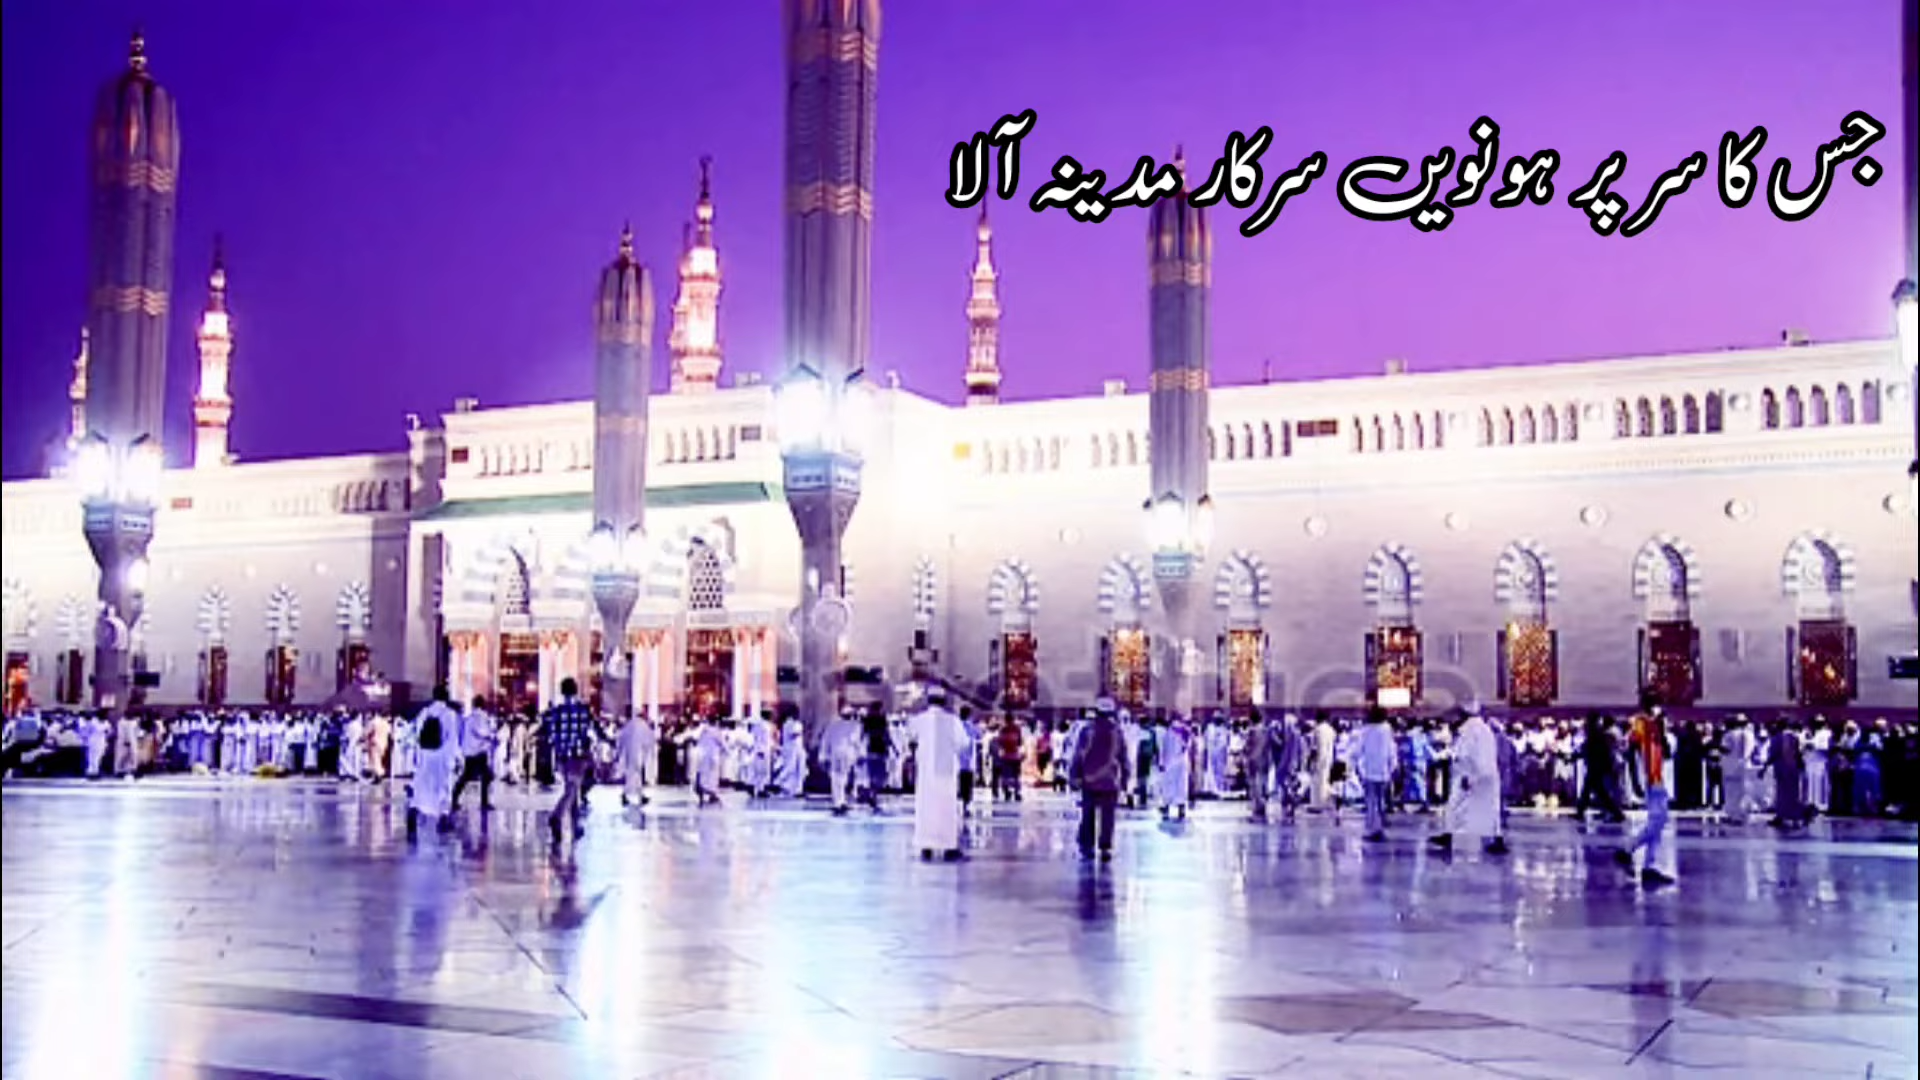 جس کا سر پر ہونویں سرکار مدینہ آلا